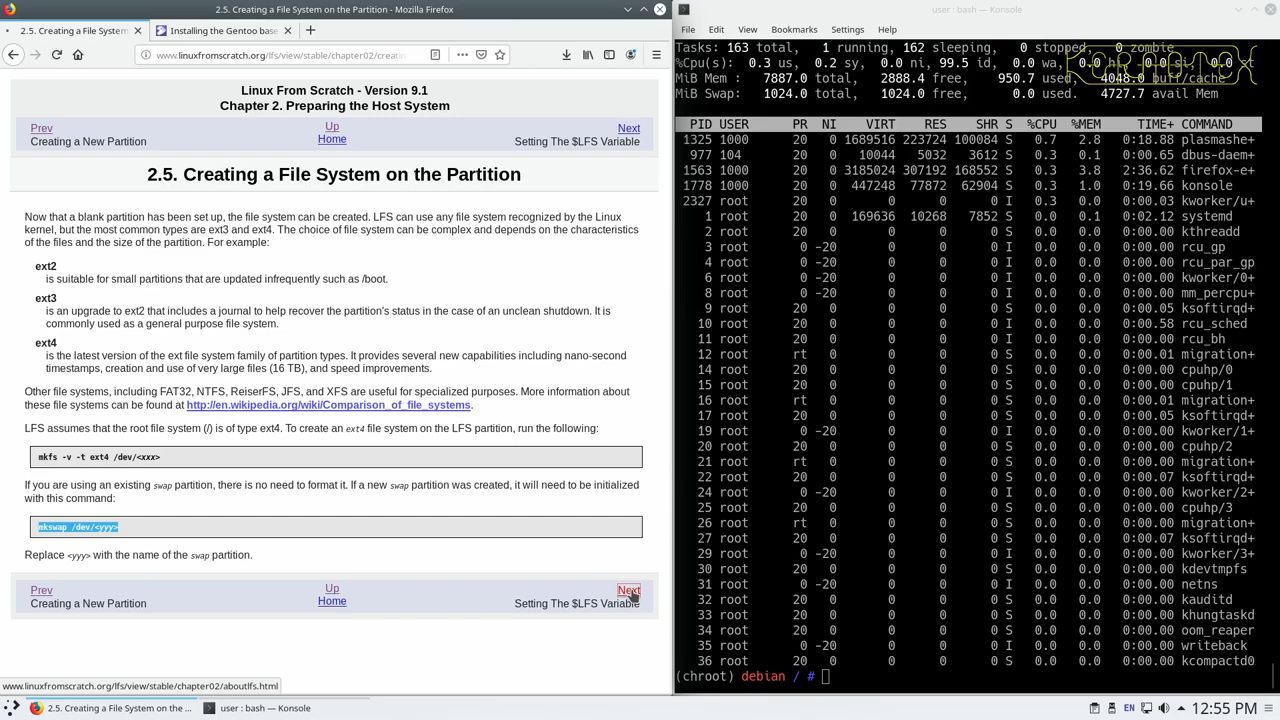 2.5. Creating a File System on the Partition - Mozilla Firefox
2.5. Creating a File System
Installing the Gentoo base
www.linuxfromscratch.org/lfs/view/stable/chapter02/creatin
Linux From Scratch - Version 9.1
Chapter 2. Preparing the Host System
Prev
Up
Next
Creating a New Partition
Home
Setting The $LFS Variable
2.5. Creating a File System on the Partition
Now that a blank partition has been set up, the file system can be created. LFS can use any file system recognized by the Linux
kernel, but the most common types are ext3 and ext4. The choice of file system can be complex and depends on the characteristics
of the files and the size of the partition. For example:
ext2
is suitable for small partitions that are updated infrequently such as /boot.
ext3
is an upgrade to ext2 that includes a journal to help recover the partition's status in the case of an unclean shutdown. It is
commonly used as a general purpose file system.
ext4
is the latest version of the ext file system family of partition types. It provides several new capabilities including nano-second
timestamps, creation and use of very large files (16 TB), and speed improvements.
Other file systems, including FAT32, NTFS, ReiserFS, JFS, and XFS are useful for specialized purposes. More information about
these file systems can be found at http://en.wikipedia.org/wiki/Comparison_of_file_systems.
LFS assumes that the root file system (/) is of type ext4. To create an ext4 file system on the LFS partition, run the following:
mkfs -v -t ext4 /dev/<xxx>
If you are using an existing swap partition, there is no need to format it. If a new swap partition was created, it will need to be initialized
with this command:
mkswap /dev/<yyy>
Replace <yyy> with the name of the swap partition.
Prev
Up
Next
Creating a New Partition
Home
Setting The $LFS Variable
www.linuxfromscratch.org/lfs/view/stable/chapter02/aboutlfs.html
user : bash — Konsole
File Edit View Bookmarks Settings Help
Tasks: 163 total, 1 running, 162 sleeping, 0 stopped, 0 zombie
%Cpu(s): 0.3 us, 0.2 sy, 0.0 ni, 99.5 id, 0.0 wa,
MiB Mem : 7887.0 total, 2888.4 free, 950.7 used, 4048.0 buff/cache
MiB Swap: 1024.0 total, 1024.0 free, 0.0 used. 4727.7 avail Mem
PID USER PR NI VIRT RES SHR S %CPU %MEM TIME+ COMMAND
1325 1000 20 0 1689516 223724 100084 S 0.7 2.8 0:18.88 plasmashe+
977 104 20 0 10044 5032 3612 S 0.3 0.1 0:00.65 dbus-daem+
1563 1000 20 0 3185024 307192 168552 S 0.3 3.8 2:36.62 firefox-e+
1778 1000 20 0 447248 77872 62904 S 0.3 1.0 0:19.66 konsole
2327 root 20 0 0 0 0 I 0.3 0.0 0:00.03 kworker/u+
1 root 20 0 169636 10268 7852 S 0.0 0.1 0:02.12 systemd
2 root 20 0 0 0 0 S 0.0 0.0 0:00.00 kthreadd
3 root 0 -20 0 0 0 I 0.0 0.0 0:00.00 rcu_gp
4 root 0 -20 0 0 0 I 0.0 0.0 0:00.00 rcu_par_gp
6 root 0 -20 0 0 0 I 0.0 0.0 0:00.00 kworker/0+
8 root 0 -20 0 0 0 I 0.0 0.0 0:00.00 mm_percpu+
9 root 20 0 0 0 0 S 0.0 0.0 0:00.05 ksoftirqd+
10 root 20 0 0 0 0 I 0.0 0.0 0:00.58 rcu_sched
11 root 20 0 0 0 0 I 0.0 0.0 0:00.00 rcu_bh
12 root rt 0 0 0 0 S 0.0 0.0 0:00.01 migration+
14 root 20 0 0 0 0 S 0.0 0.0 0:00.00 cpuhp/0
15 root 20 0 0 0 0 S 0.0 0.0 0:00.00 cpuhp/1
16 root rt 0 0 0 0 S 0.0 0.0 0:00.01 migration+
17 root 20 0 0 0 0 S 0.0 0.0 0:00.05 ksoftirqd+
19 root 0 -20 0 0 0 I 0.0 0.0 0:00.00 kworker/1+
20 root 20 0 0 0 0 S 0.0 0.0 0:00.00 cpuhp/2
21 root rt 0 0 0 0 S 0.0 0.0 0:00.01 migration+
22 root 20 0 0 0 0 S 0.0 0.0 0:00.07 ksoftirqd+
24 root 0 -20 0 0 0 I 0.0 0.0 0:00.00 kworker/2+
25 root 20 0 0 0 0 S 0.0 0.0 0:00.00 cpuhp/3
26 root rt 0 0 0 0 S 0.0 0.0 0:00.01 migration+
27 root 20 0 0 0 0 S 0.0 0.0 0:00.07 ksoftirqd+
29 root 0 -20 0 0 0 I 0.0 0.0 0:00.00 kworker/3+
30 root 20 0 0 0 0 S 0.0 0.0 0:00.00 kdevtmpfs
31 root 0 -20 0 0 0 I 0.0 0.0 0:00.00 netns
32 root 20 0 0 0 0 S 0.0 0.0 0:00.00 kauditd
33 root 20 0 0 0 0 S 0.0 0.0 0:00.00 khungtaskd
34 root 20 0 0 0 0 S 0.0 0.0 0:00.00 oom_reaper
35 root 0 -20 0 0 0 I 0.0 0.0 0:00.00 writeback
36 root 20 0 0 0 0 S 0.0 0.0 0:00.00 kcompactd0
(chroot) debian / #
2.5. Creating a File System on the ...
user : bash — Konsole
EN
12:55 PM